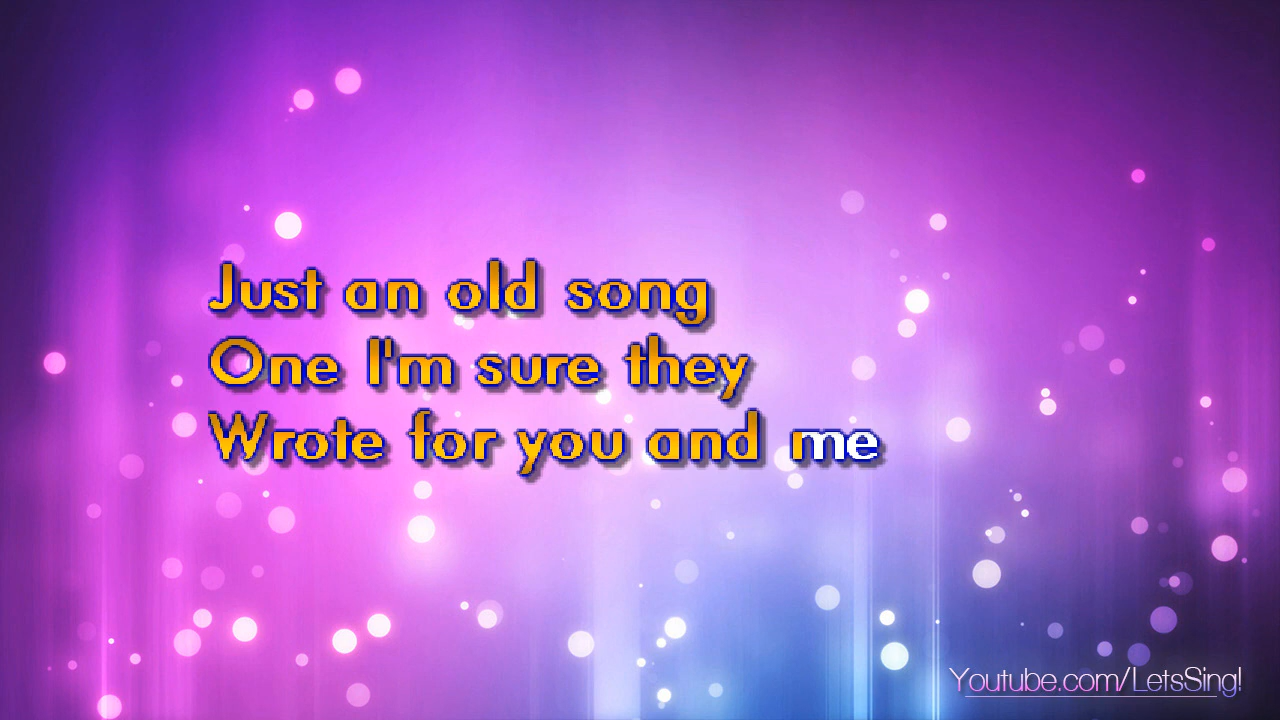 Just an old song
One I'm sure they
Wrote for you and me
Youtube.com/LetsSing!